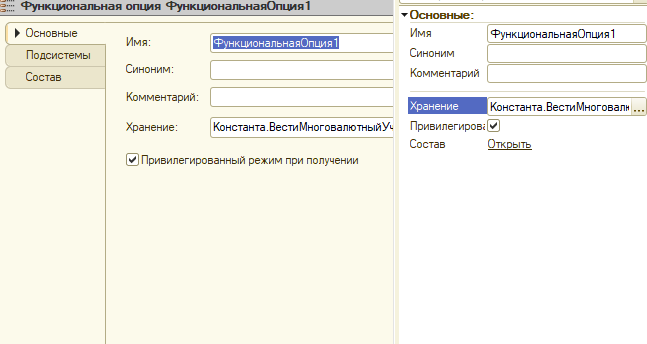 Функциональная опция ФункциональнаяОпция1
Основные
Подсистемы
Состав
Имя:
ФункциональнаяОпция1
Синоним:
Комментарий:
Хранение:
Константа.ВестиМноговалютныйУч
Привилегированный режим при получении
Основные:
Имя
ФункциональнаяОпция1
Синоним
Комментарий
Хранение
Константа.ВестиМноговалю
...
Привилегирова
Состав
Открыть